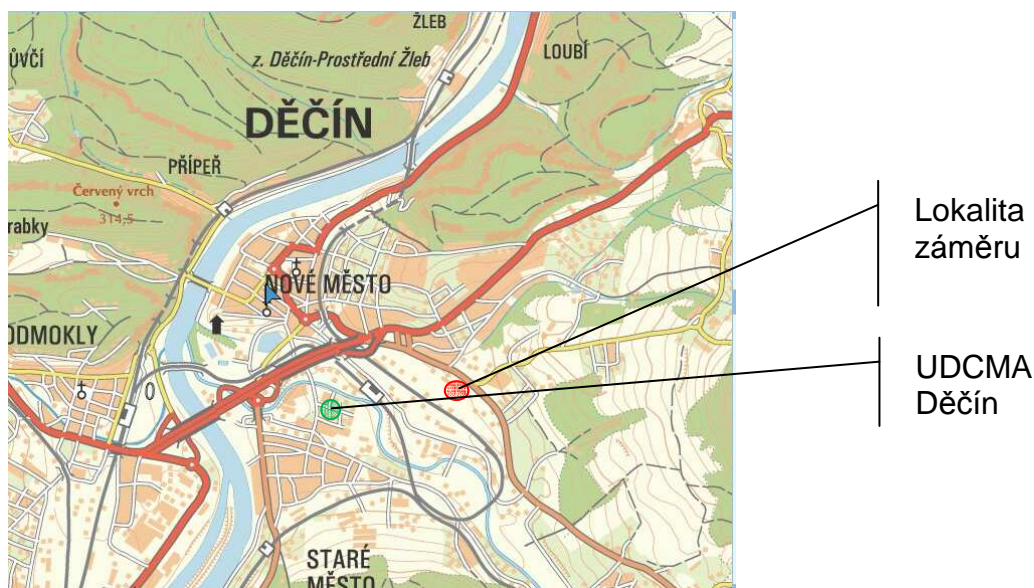 ŽLEB
z. Děčín-Prostřední Žleb
LOUBÍ
ŮVČÍ
DĚČÍN
PŘÍPEŘ
Červený vrch
314,5
rabky
NOVÉ MĚSTO
ODMOKLY
STARÉ
MĚSTO
Lokalita
záměru
UDCMA
Děčín